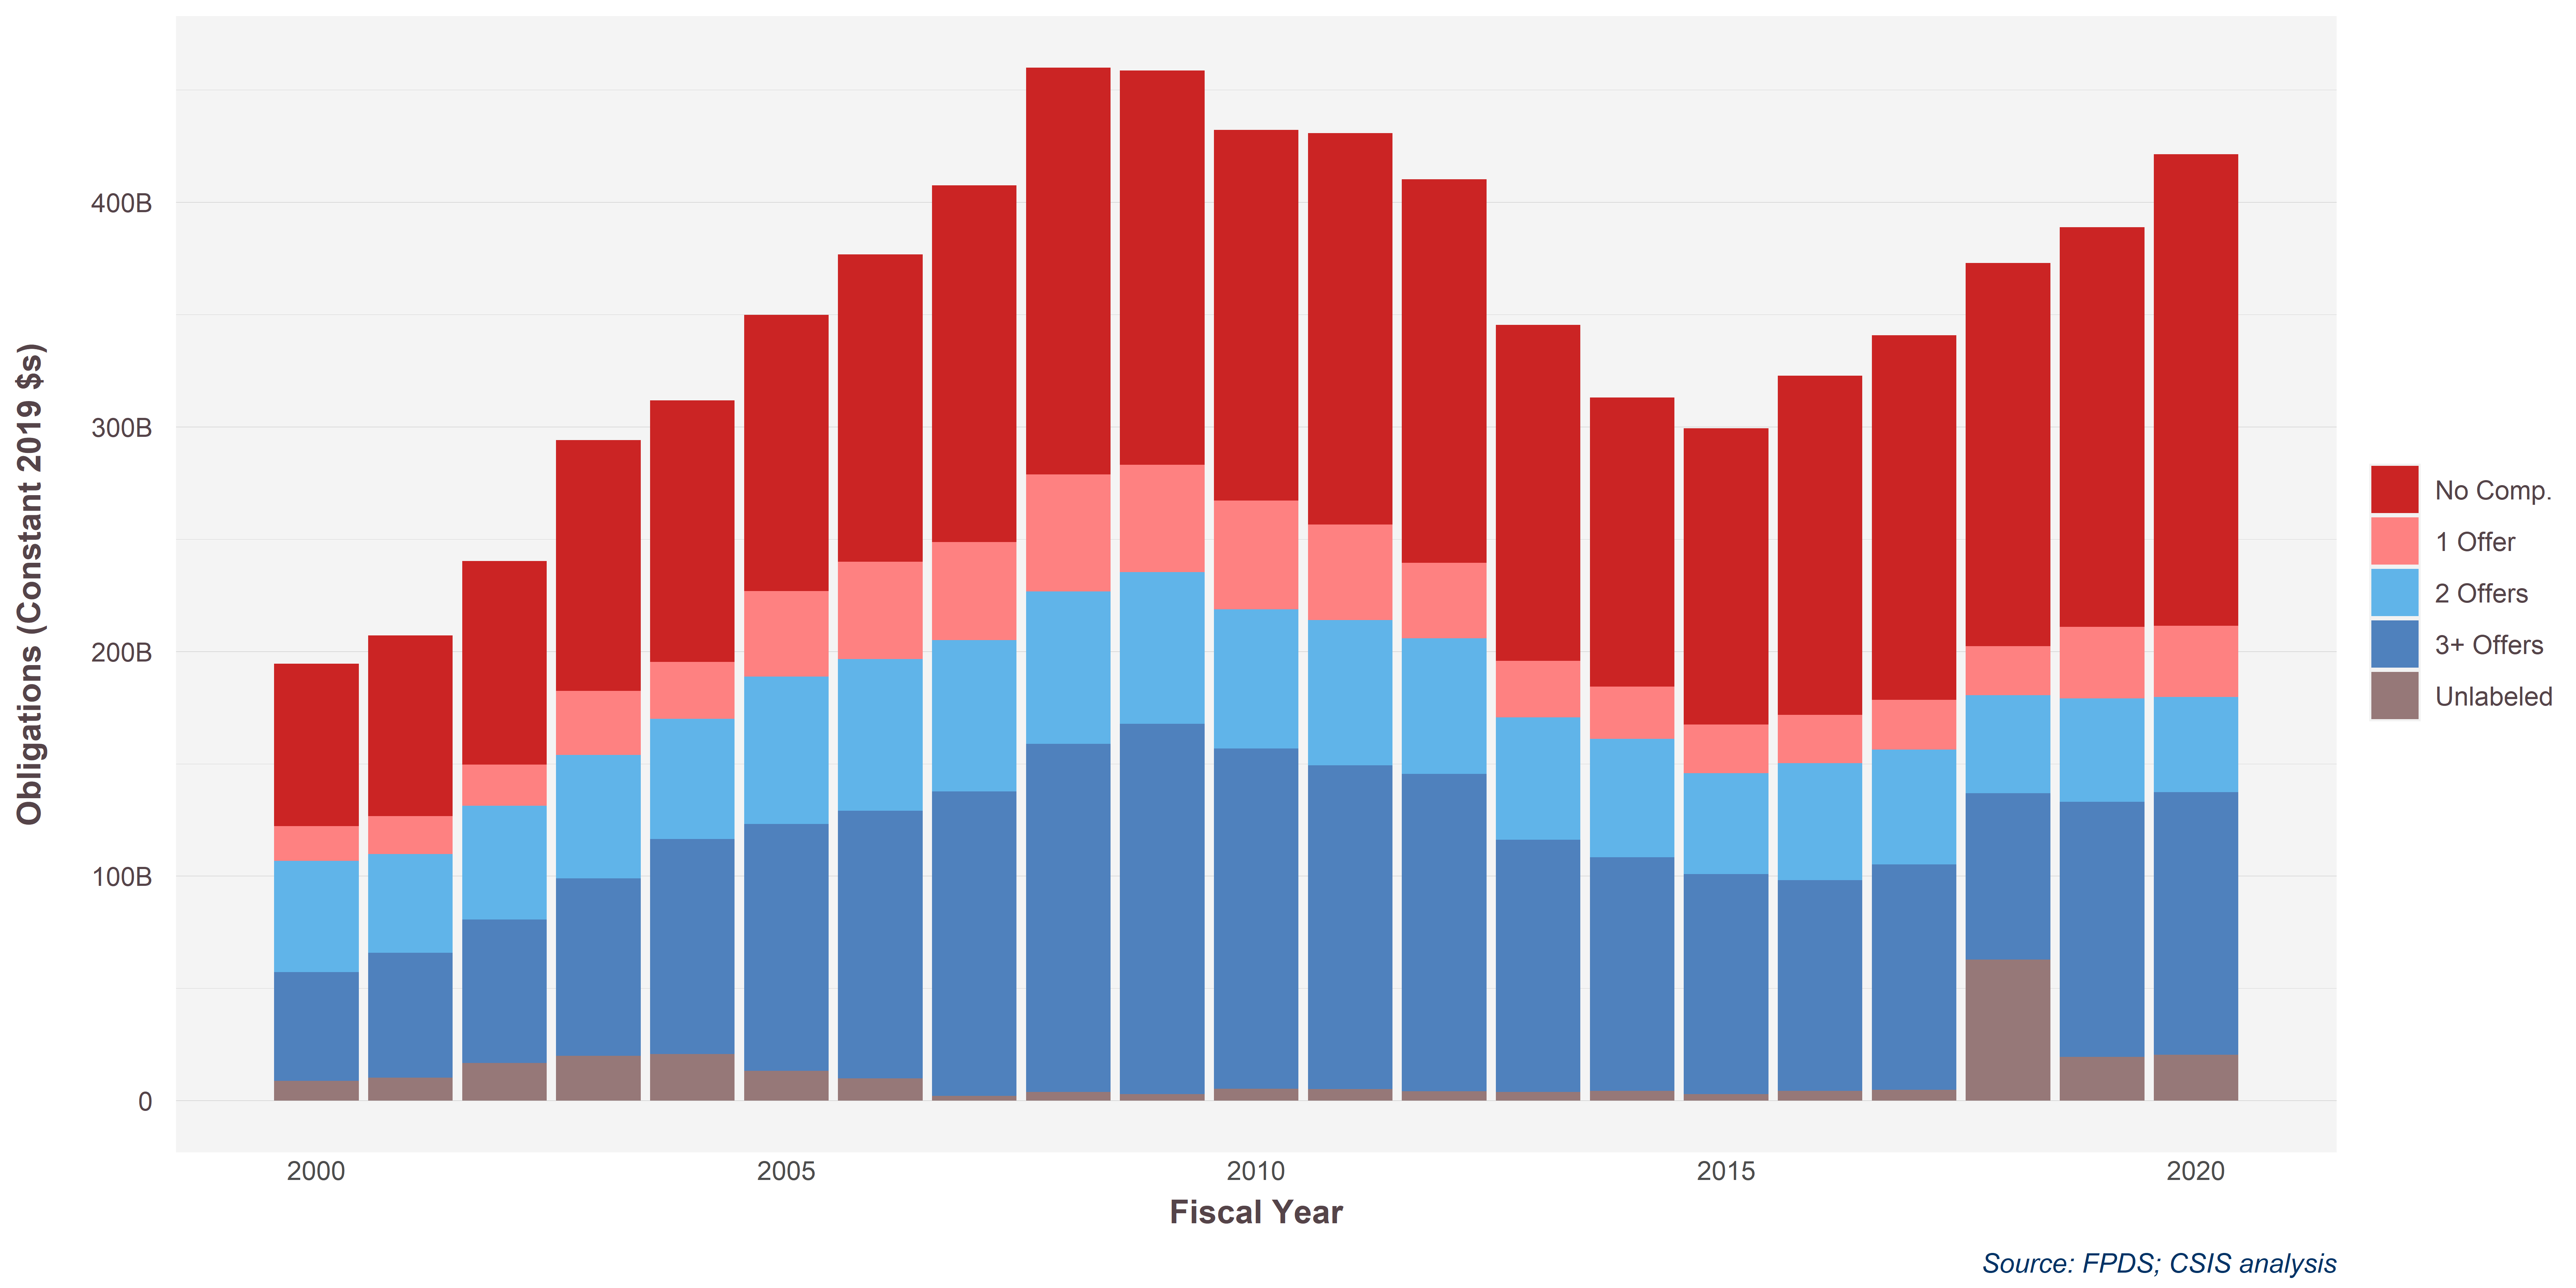 Obligations (Constant 2019 $s)
400B
300B
200B
100B
0
2000 2005 2010 2015 2020
Fiscal Year
No Comp.
1 Offer
2 Offers
3+ Offers
Unlabeled
Source: FPDS; CSIS analysis